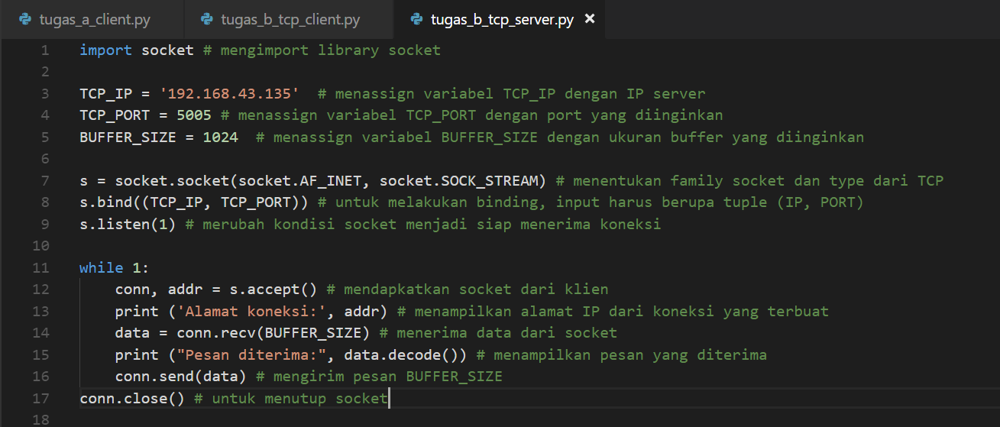 tugas_a_client.py tugas_b_tcp_client.py tugas_b_tcp_server.py ×
1 import socket # mengimport library socket
2
3 TCP_IP = '192.168.43.135'  # menassign variabel TCP_IP dengan IP server
4 TCP_PORT = 5005 # menassign variabel TCP_PORT dengan port yang diinginkan
5 BUFFER_SIZE = 1024  # menassign variabel BUFFER_SIZE dengan ukuran buffer yang diinginkan
6
7 s = socket.socket(socket.AF_INET, socket.SOCK_STREAM) # menentukan family socket dan type dari TCP
8 s.bind((TCP_IP, TCP_PORT)) # untuk melakukan binding, input harus berupa tuple (IP, PORT)
9 s.listen(1) # merubah kondisi socket menjadi siap menerima koneksi
10
11 while 1:
12     conn, addr = s.accept() # mendapkatkan socket dari klien
13     print ('Alamat koneksi:', addr) # menampilkan alamat IP dari koneksi yang terbuat
14     data = conn.recv(BUFFER_SIZE) # menerima data dari socket
15     print ("Pesan diterima:", data.decode()) # menampilkan pesan yang diterima
16     conn.send(data) # mengirim pesan BUFFER_SIZE
17 conn.close() # untuk menutup socket
18